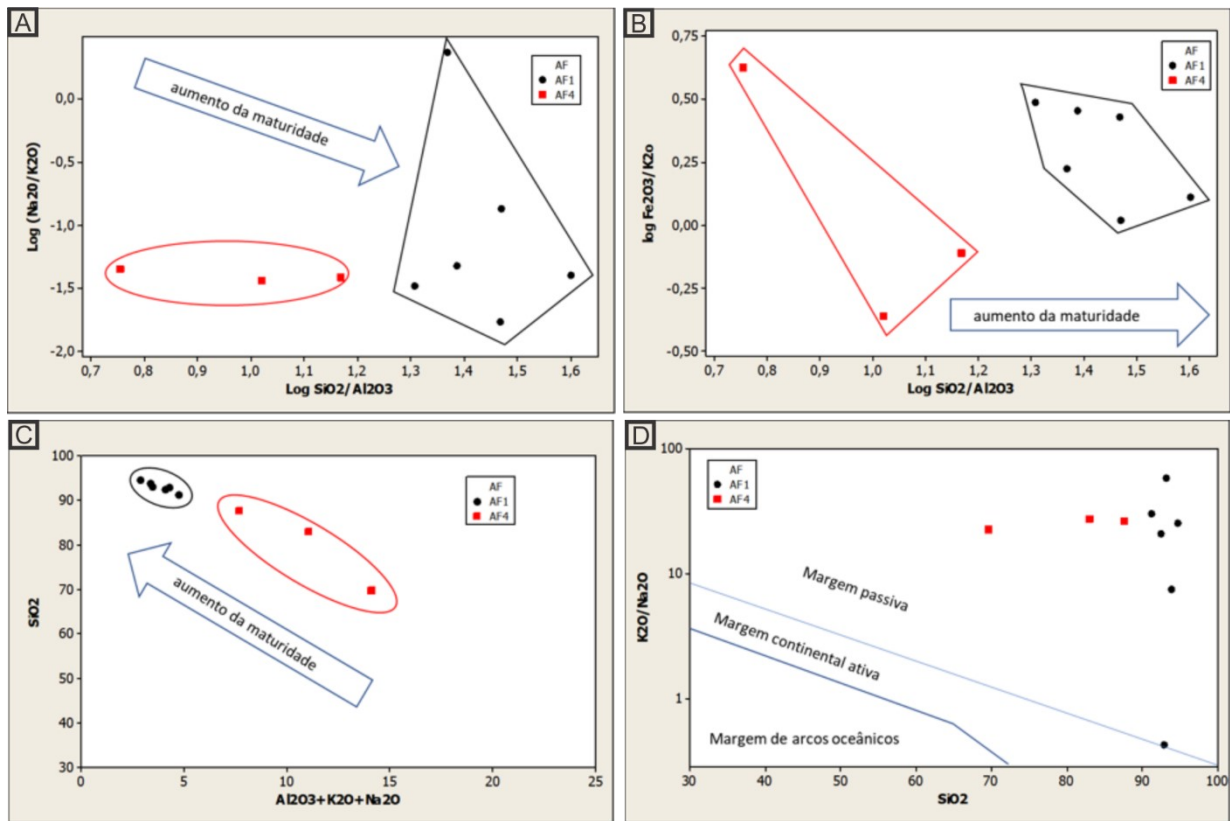 A
Log (Na20/K2O)
0,0
-0,5
-1,0
-1,5
-2,0
aumento da maturidade
AF
AF1
AF4
0,7 0,8 0,9 1,0 1,1 1,2 1,3 1,4 1,5 1,6
Log SiO2/Al2O3
B
log Fe2O3/K2o
0,75
0,50
0,25
0,00
-0,25
-0,50
AF
AF1
AF4
aumento da maturidade
0,7 0,8 0,9 1,0 1,1 1,2 1,3 1,4 1,5 1,6
Log SiO2/Al2O3
C
SiO2
100
90
80
70
60
50
40
30
AF
AF1
AF4
aumento da maturidade
0 5 10 15 20 25
Al2O3+K2O+Na2O
D
K2O/Na2O
100
10
1
AF
AF1
AF4
Margem passiva
Margem continental ativa
Margem de arcos oceânicos
30 40 50 60 70 80 90 100
SiO2